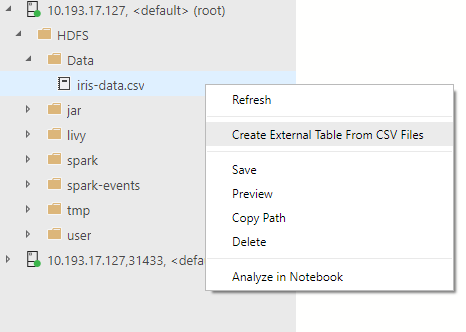 10.193.17.127, <default> (root)
HDFS
Data
iris-data.csv
jar
livy
spark
spark-events
tmp
user
10.193.17.127,31433, <defa
Refresh
Create External Table From CSV Files
Save
Preview
Copy Path
Delete
Analyze in Notebook